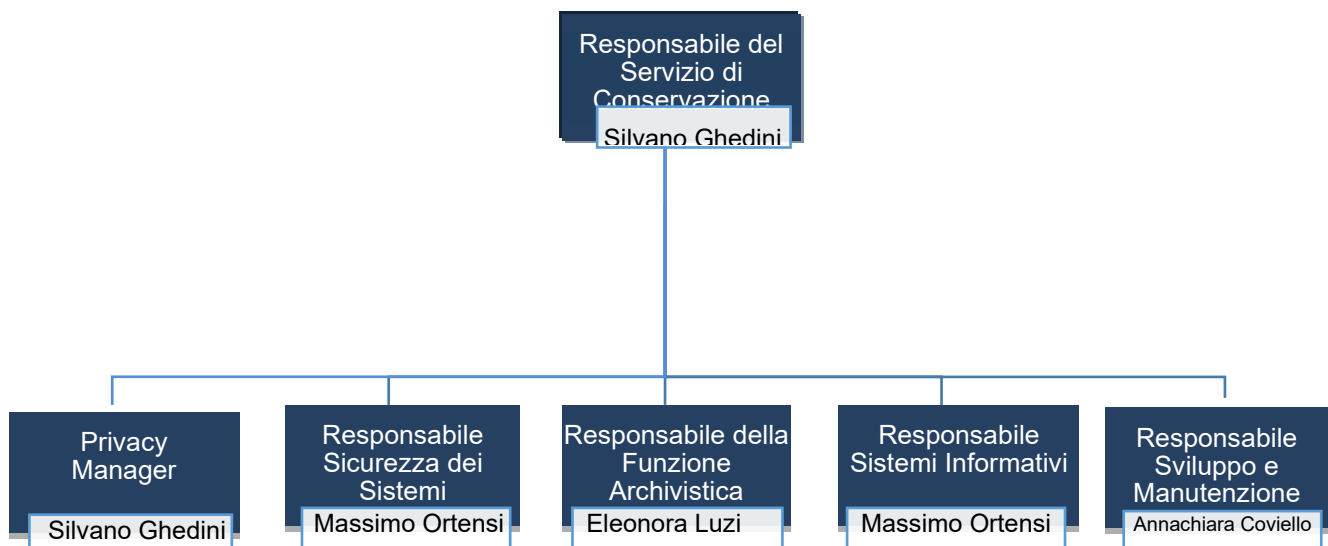 Responsabile del
Servizio di
Conservazione
Silvano Ghedini
Privacy
Manager
Silvano Ghedini
Responsabile
Sicurezza dei
Sistemi
Massimo Ortensi
Responsabile della
Funzione
Archivistica
Eleonora Luzi
Responsabile
Sistemi Informativi
Massimo Ortensi
Responsabile
Sviluppo e
Manutenzione
Annachiara Coviello